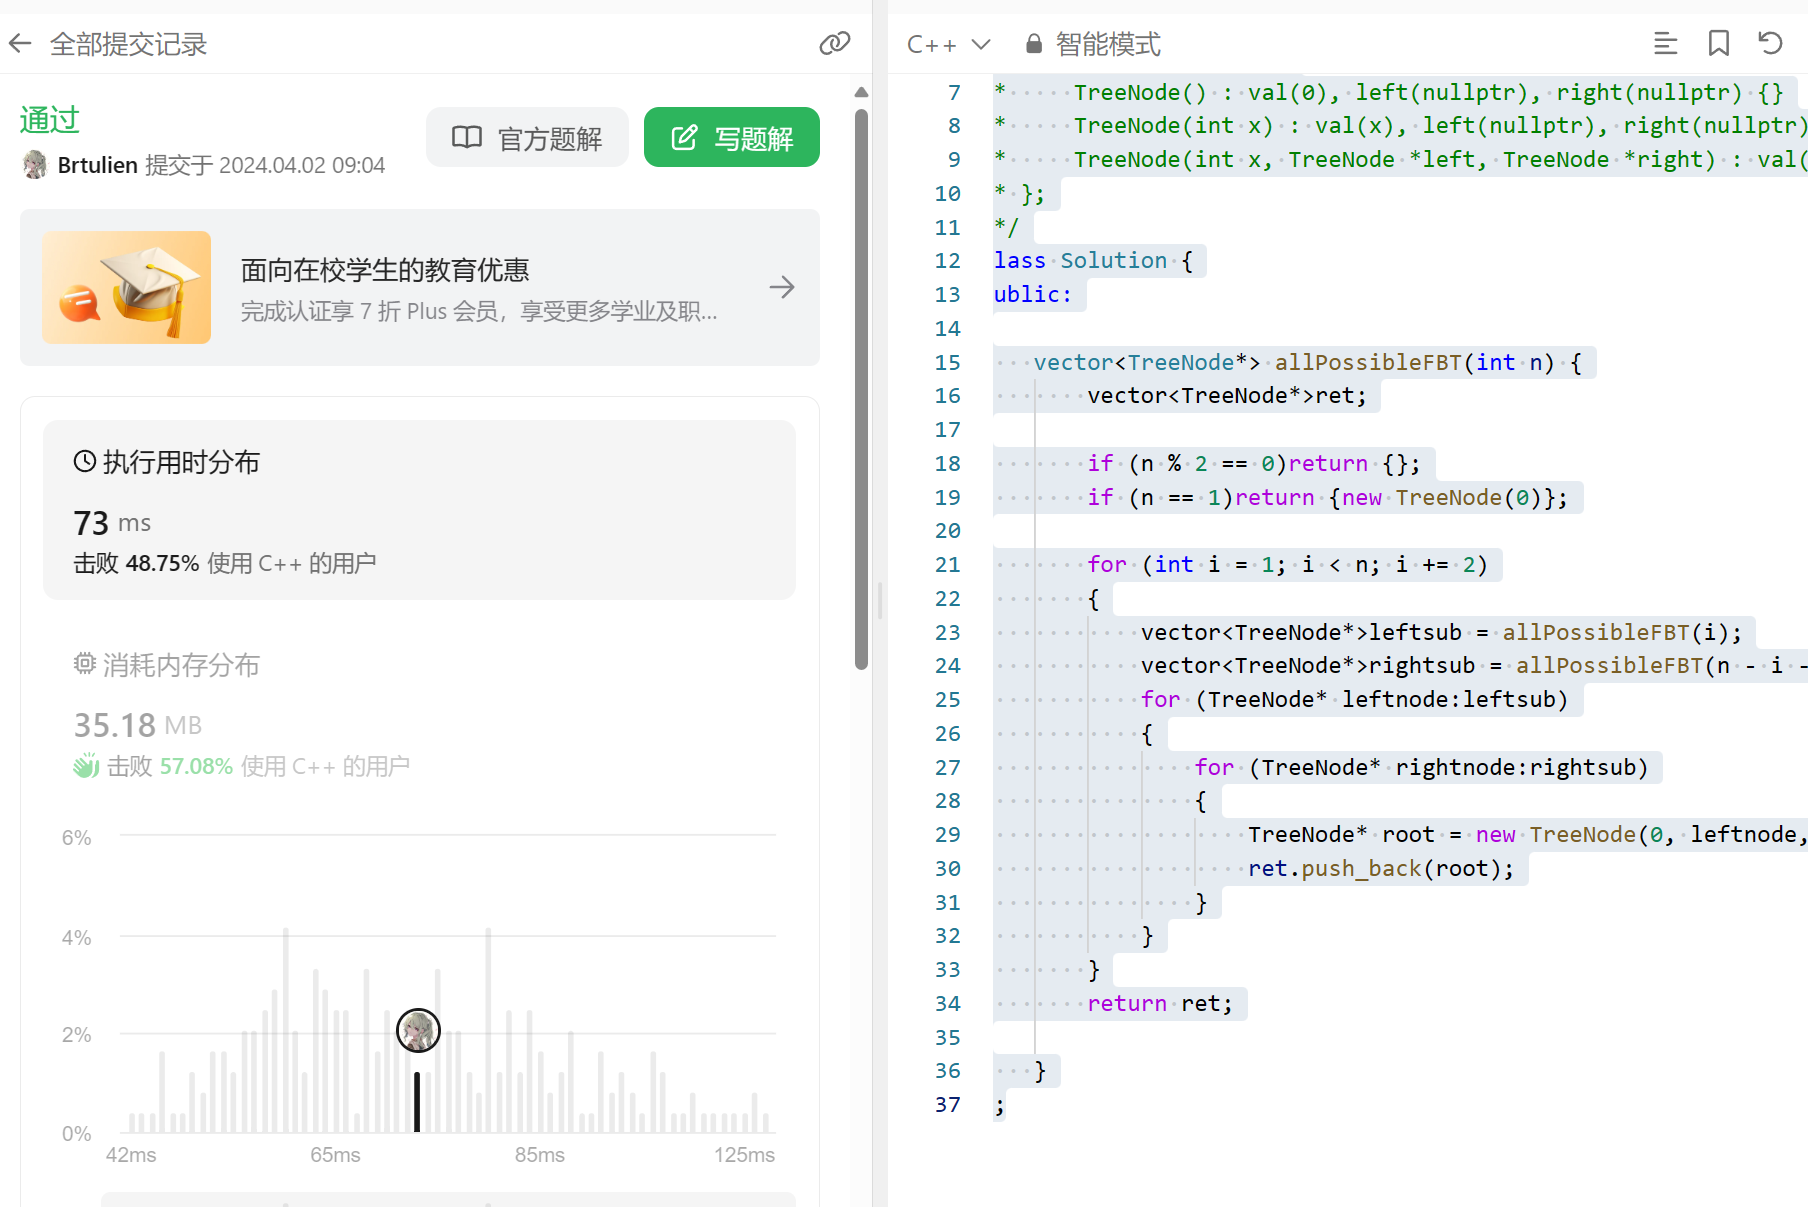 全部提交记录
通过
Brtulien 提交于 2024.04.02 09:04
官方题解
写题解
面向在校学生的教育优惠
完成认证享 7 折 Plus 会员，享受更多学业及职...
执行用时分布
73 ms
击败 48.75% 使用 C++ 的用户
消耗内存分布
35.18 MB
击败 57.08% 使用 C++ 的用户
6%
4%
2%
0%
42ms 65ms 85ms 125ms
C++ 智能模式
7 * TreeNode() : val(0), left(nullptr), right(nullptr) {}
8 * TreeNode(int x) : val(x), left(nullptr), right(nullptr)
9 * TreeNode(int x, TreeNode *left, TreeNode *right) : val(
10 * };
11 */
12 lass Solution {
13 ublic:
14
15 vector<TreeNode*> allPossibleFBT(int n) {
16 vector<TreeNode*>ret;
17
18 if (n % 2 == 0)return {};
19 if (n == 1)return {new TreeNode(0)};
20
21 for (int i = 1; i < n; i += 2)
22 {
23 vector<TreeNode*>leftsub = allPossibleFBT(i);
24 vector<TreeNode*>rightsub = allPossibleFBT(n - i -
25 for (TreeNode* leftnode:leftsub)
26 {
27 for (TreeNode* rightnode:rightsub)
28 {
29 TreeNode* root = new TreeNode(0, leftnode,
30 ret.push_back(root);
31 }
32 }
33 }
34 return ret;
35
36 }
37 ;